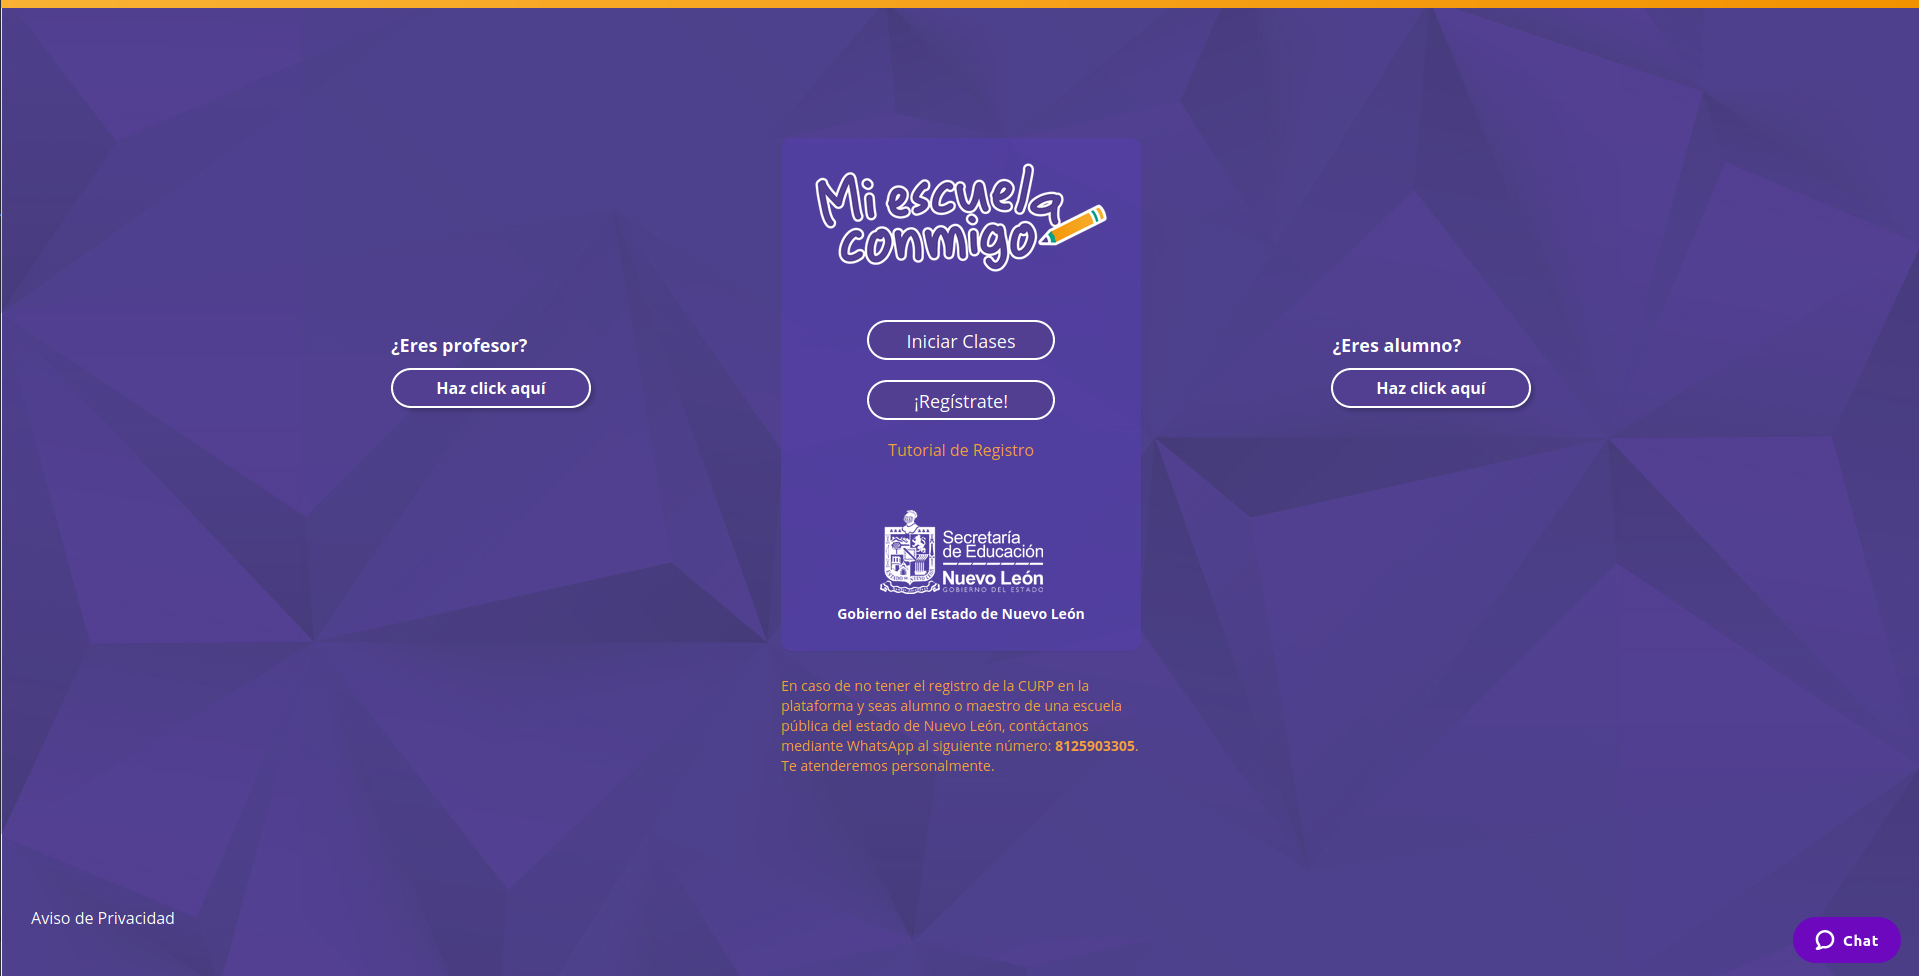 Mi escuela
conmigo
¿Eres profesor?
Haz click aquí
Iniciar Clases
¡Regístrate!
Tutorial de Registro
¿Eres alumno?
Haz click aquí
Secretaría
de Educación
Nuevo León
GOBIERNO DEL ESTADO
Gobierno del Estado de Nuevo León
En caso de no tener el registro de la CURP en la
plataforma y seas alumno o maestro de una escuela
pública del estado de Nuevo León, contáctanos
mediante WhatsApp al siguiente número: 8125903305.
Te atenderemos personalmente.
Aviso de Privacidad
Chat